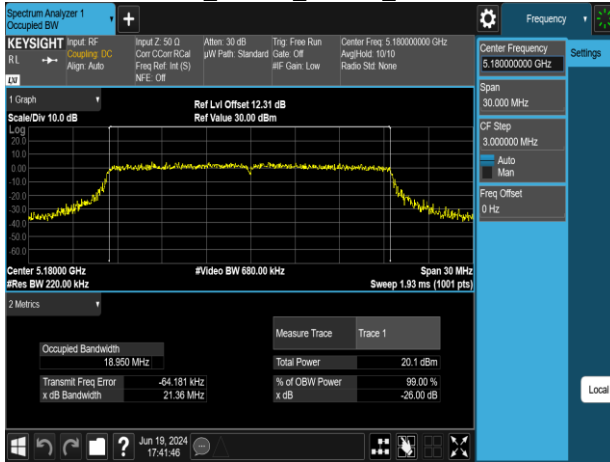 Spectrum Analyzer 1
Occupied BW
Frequency
KEYSIGHT
Input: RF
Coupling: DC
Align: Auto
Input Z: 50 Ω
Corr CCorr RCal
Freq Ref: Int (S)
NFE: Off
Atten: 30 dB
µW Path: Standard
Trig: Free Run
Gate: Off
#IF Gain: Low
Center Freq: 5.180000000 GHz
Avg|Hold: 10/10
Radio Std: None
RL
LXI
Center Frequency
5.180000000 GHz
Settings
Span
30.000 MHz
CF Step
3.000000 MHz
Auto
Man
Freq Offset
0 Hz
Local
1 Graph
Scale/Div 10.0 dB
Ref Lvl Offset 12.31 dB
Ref Value 30.00 dBm
Log
20.0
10.0
0.00
-10.0
-20.0
-30.0
-40.0
-50.0
-60.0
Center 5.18000 GHz
#Video BW 680.00 kHz
Span 30 MHz
#Res BW 220.00 kHz
Sweep 1.93 ms (1001 pts)
2 Metrics
Measure Trace
Trace 1
Occupied Bandwidth
18.950 MHz
Total Power
20.1 dBm
Transmit Freq Error
-64.181 kHz
% of OBW Power
99.00 %
x dB Bandwidth
21.36 MHz
x dB
-26.00 dB
?
Jun 19, 2024
17:41:46